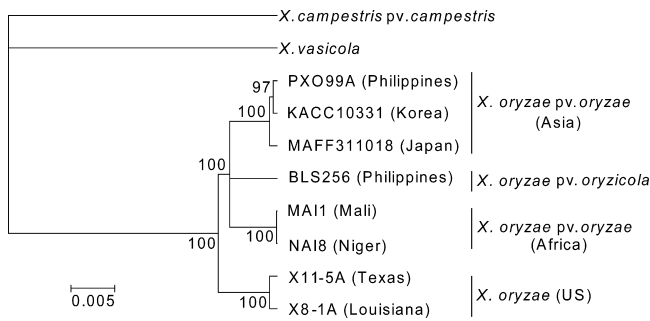 X. campestris pv. campestris
X. vasicola
97
PXO99A (Philippines)
100
KACC10331 (Korea)
MAFF311018 (Japan)
X. oryzae pv. oryzae
(Asia)
100
BLS256 (Philippines)
X. oryzae pv. oryzicola
MAI1 (Mali)
100
NAI8 (Niger)
X. oryzae pv. oryzae
(Africa)
100
X11-5A (Texas)
100
X8-1A (Louisiana)
X. oryzae (US)
0.005